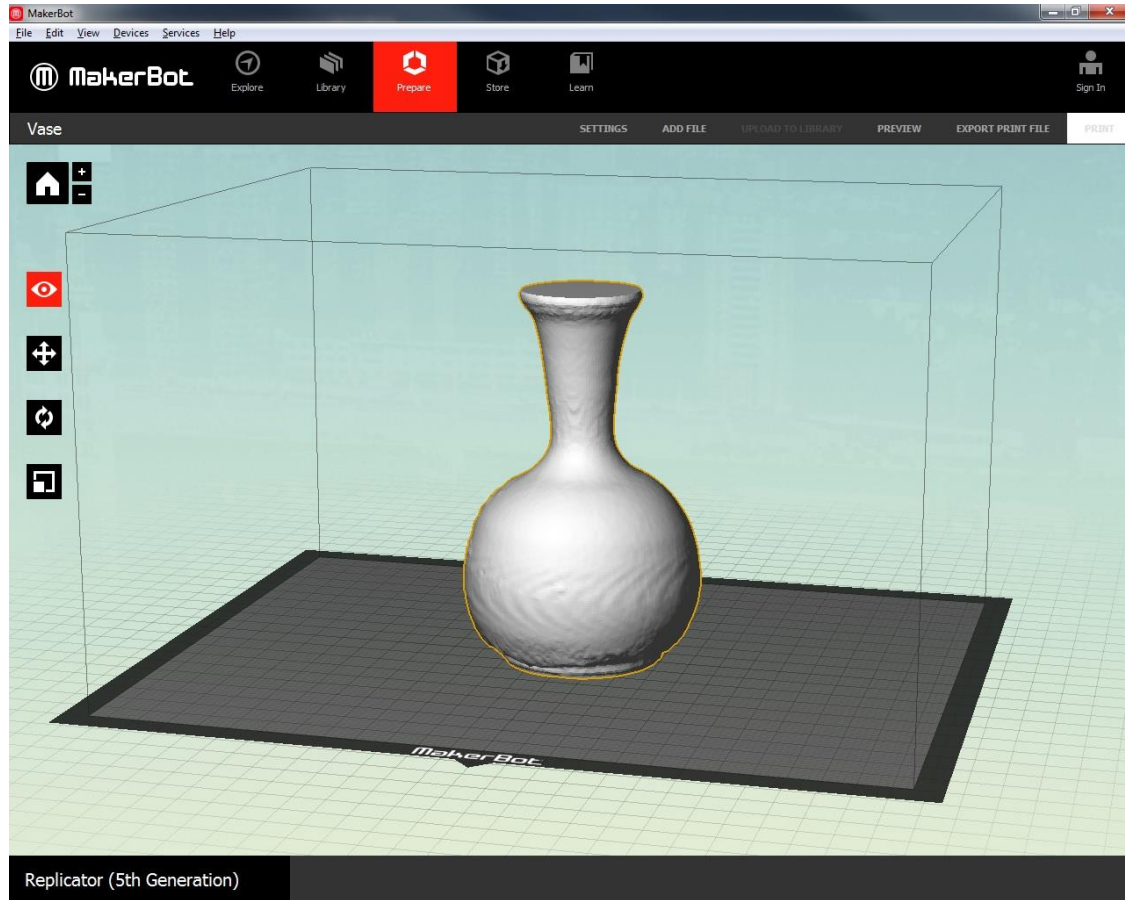 MakerBot
File Edit View Devices Services Help
MakerBot
Explore Library Prepare Store Learn Sign In
Vase SETTINGS ADD FILE UPLOAD TO LIBRARY PREVIEW EXPORT PRINT FILE PRINT
MakerBot
Replicator (5th Generation)